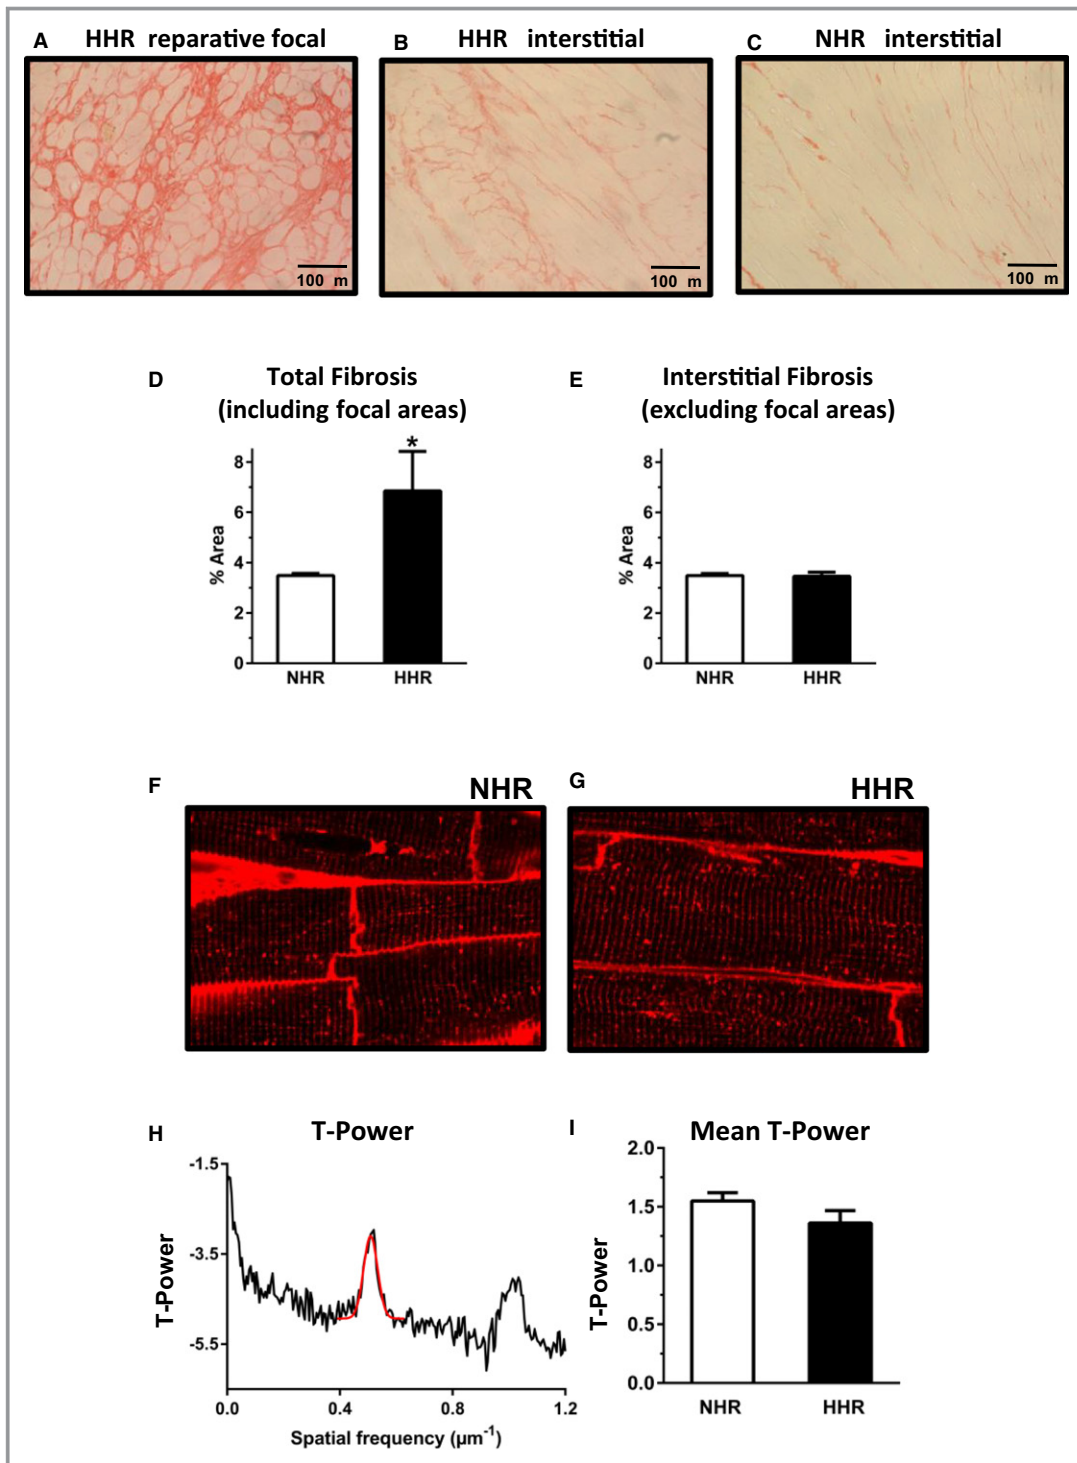 A HHR reparative focal
B HHR interstitial
C NHR interstitial
100 m
100 m
100 m
D Total Fibrosis
(including focal areas)
*
8
6
4
2
0
% Area
NHR HHR
E Interstitial Fibrosis
(excluding focal areas)
8
6
4
2
0
% Area
NHR HHR
F NHR
G HHR
H T-Power
-1.5
-3.5
-5.5
T-Power
0.0 0.4 0.8 1.2
Spatial frequency (µm⁻¹)
I Mean T-Power
2.0
1.5
1.0
0.5
0.0
T-Power
NHR HHR